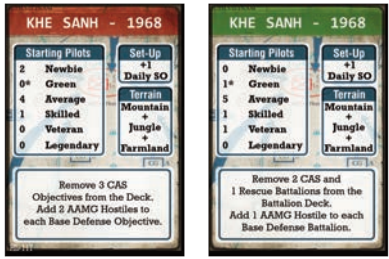 KHE SANH - 1968
Starting Pilots
2 Newbie
0* Green
4 Average
1 Skilled
0 Veteran
0 Legendary
Set-Up
+1
Daily SO
Terrain
Mountain
+
Jungle
+
Farmland
Remove 3 CAS
Objectives from the Deck.
Add 2 AAMG Hostiles to
each Base Defense Objective.
KHE SANH - 1968
Starting Pilots
0 Newbie
1* Green
5 Average
1 Skilled
1 Veteran
0 Legendary
Set-Up
+1
Daily SO
Terrain
Mountain
+
Jungle
+
Farmland
Remove 2 CAS and
1 Rescue Battalions from the
Battalion Deck.
Add 1 AAMG Hostile to each
Base Defense Battalion.